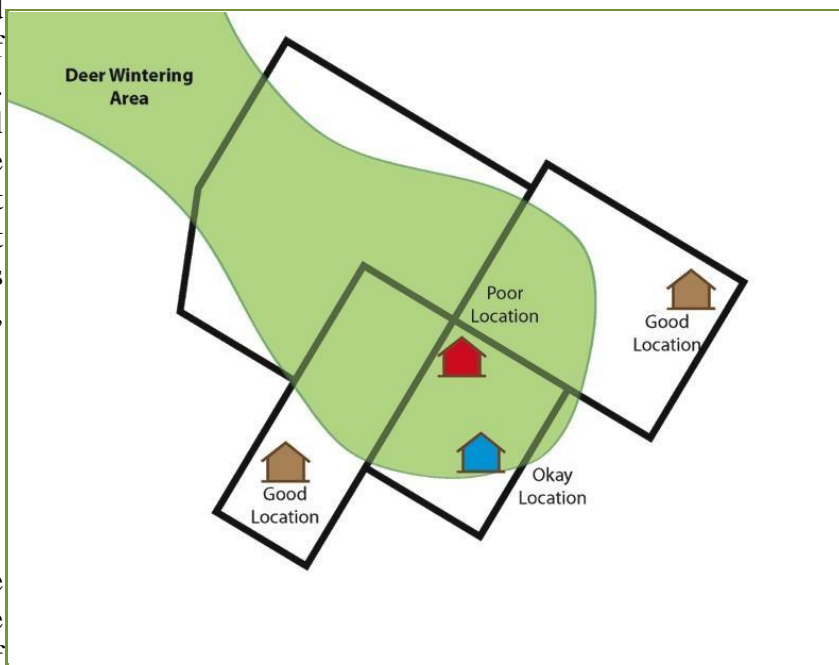 Deer Wintering
Area
Poor
Location
Good
Location
Okay
Location
Good
Location